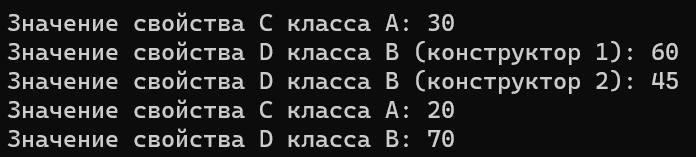 Значение свойства C класса A: 30
Значение свойства D класса B (конструктор 1): 60
Значение свойства D класса B (конструктор 2): 45
Значение свойства C класса A: 20
Значение свойства D класса B: 70